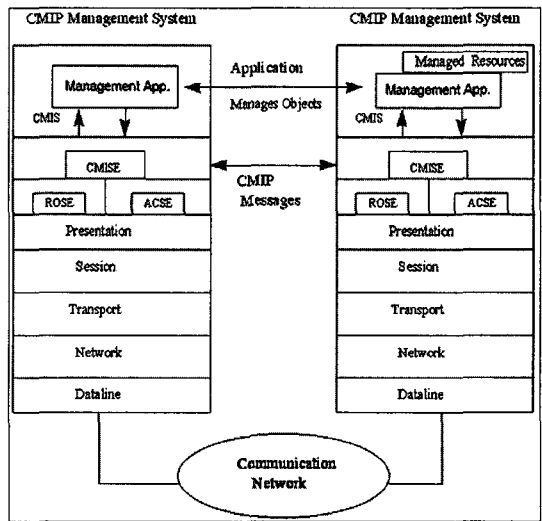 CMIP Management System
Management App.
CMIS
CMISE
ROSE
ACSE
Presentation
Session
Transport
Network
Dataline
Application
Manages Objects
CMIP
Messages
CMIP Management System
Managed Resources
Management App.
CMIS
CMISE
ROSE
ACSE
Presentation
Session
Transport
Network
Dataline
Communication
Network